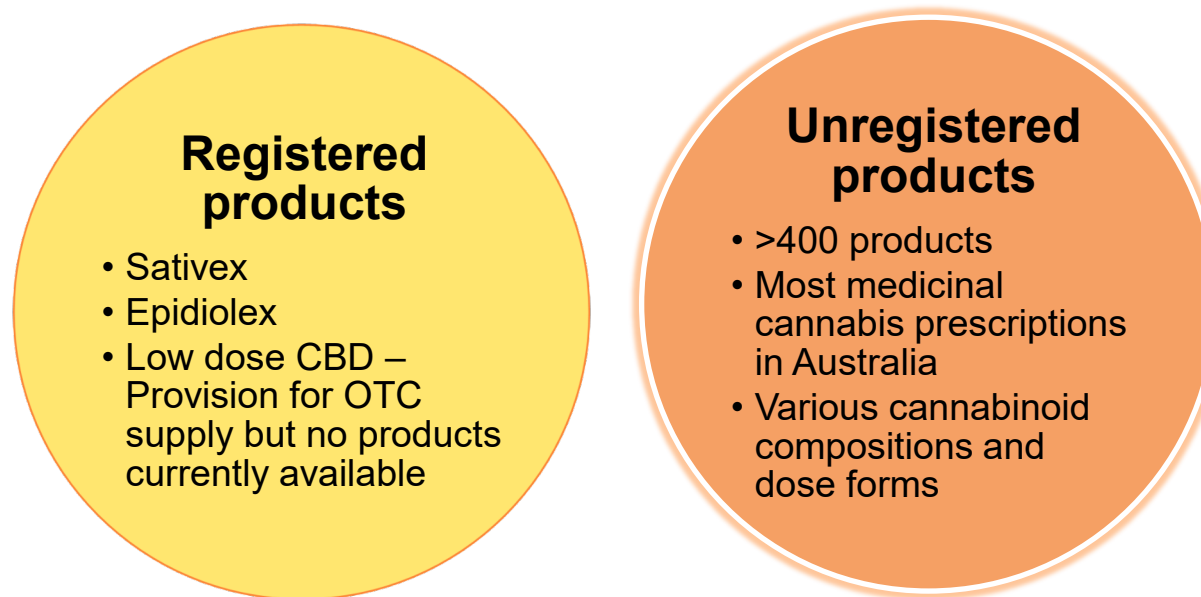 Registered
products
• Sativex
• Epidiolex
• Low dose CBD –
Provision for OTC
supply but no products
currently available
Unregistered
products
• >400 products
• Most medicinal
cannabis prescriptions
in Australia
• Various cannabinoid
compositions and
dose forms